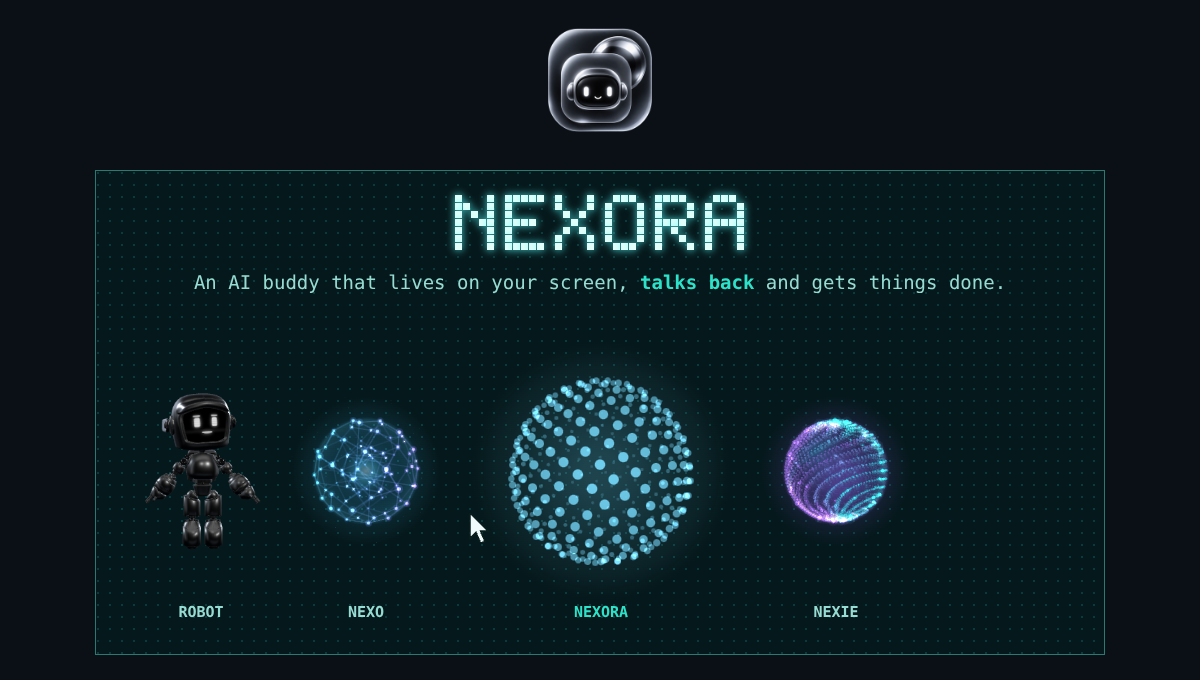 NEXORA
An AI buddy that lives on your screen, talks back and gets things done.
ROBOT NEXO NEXORA NEXIE